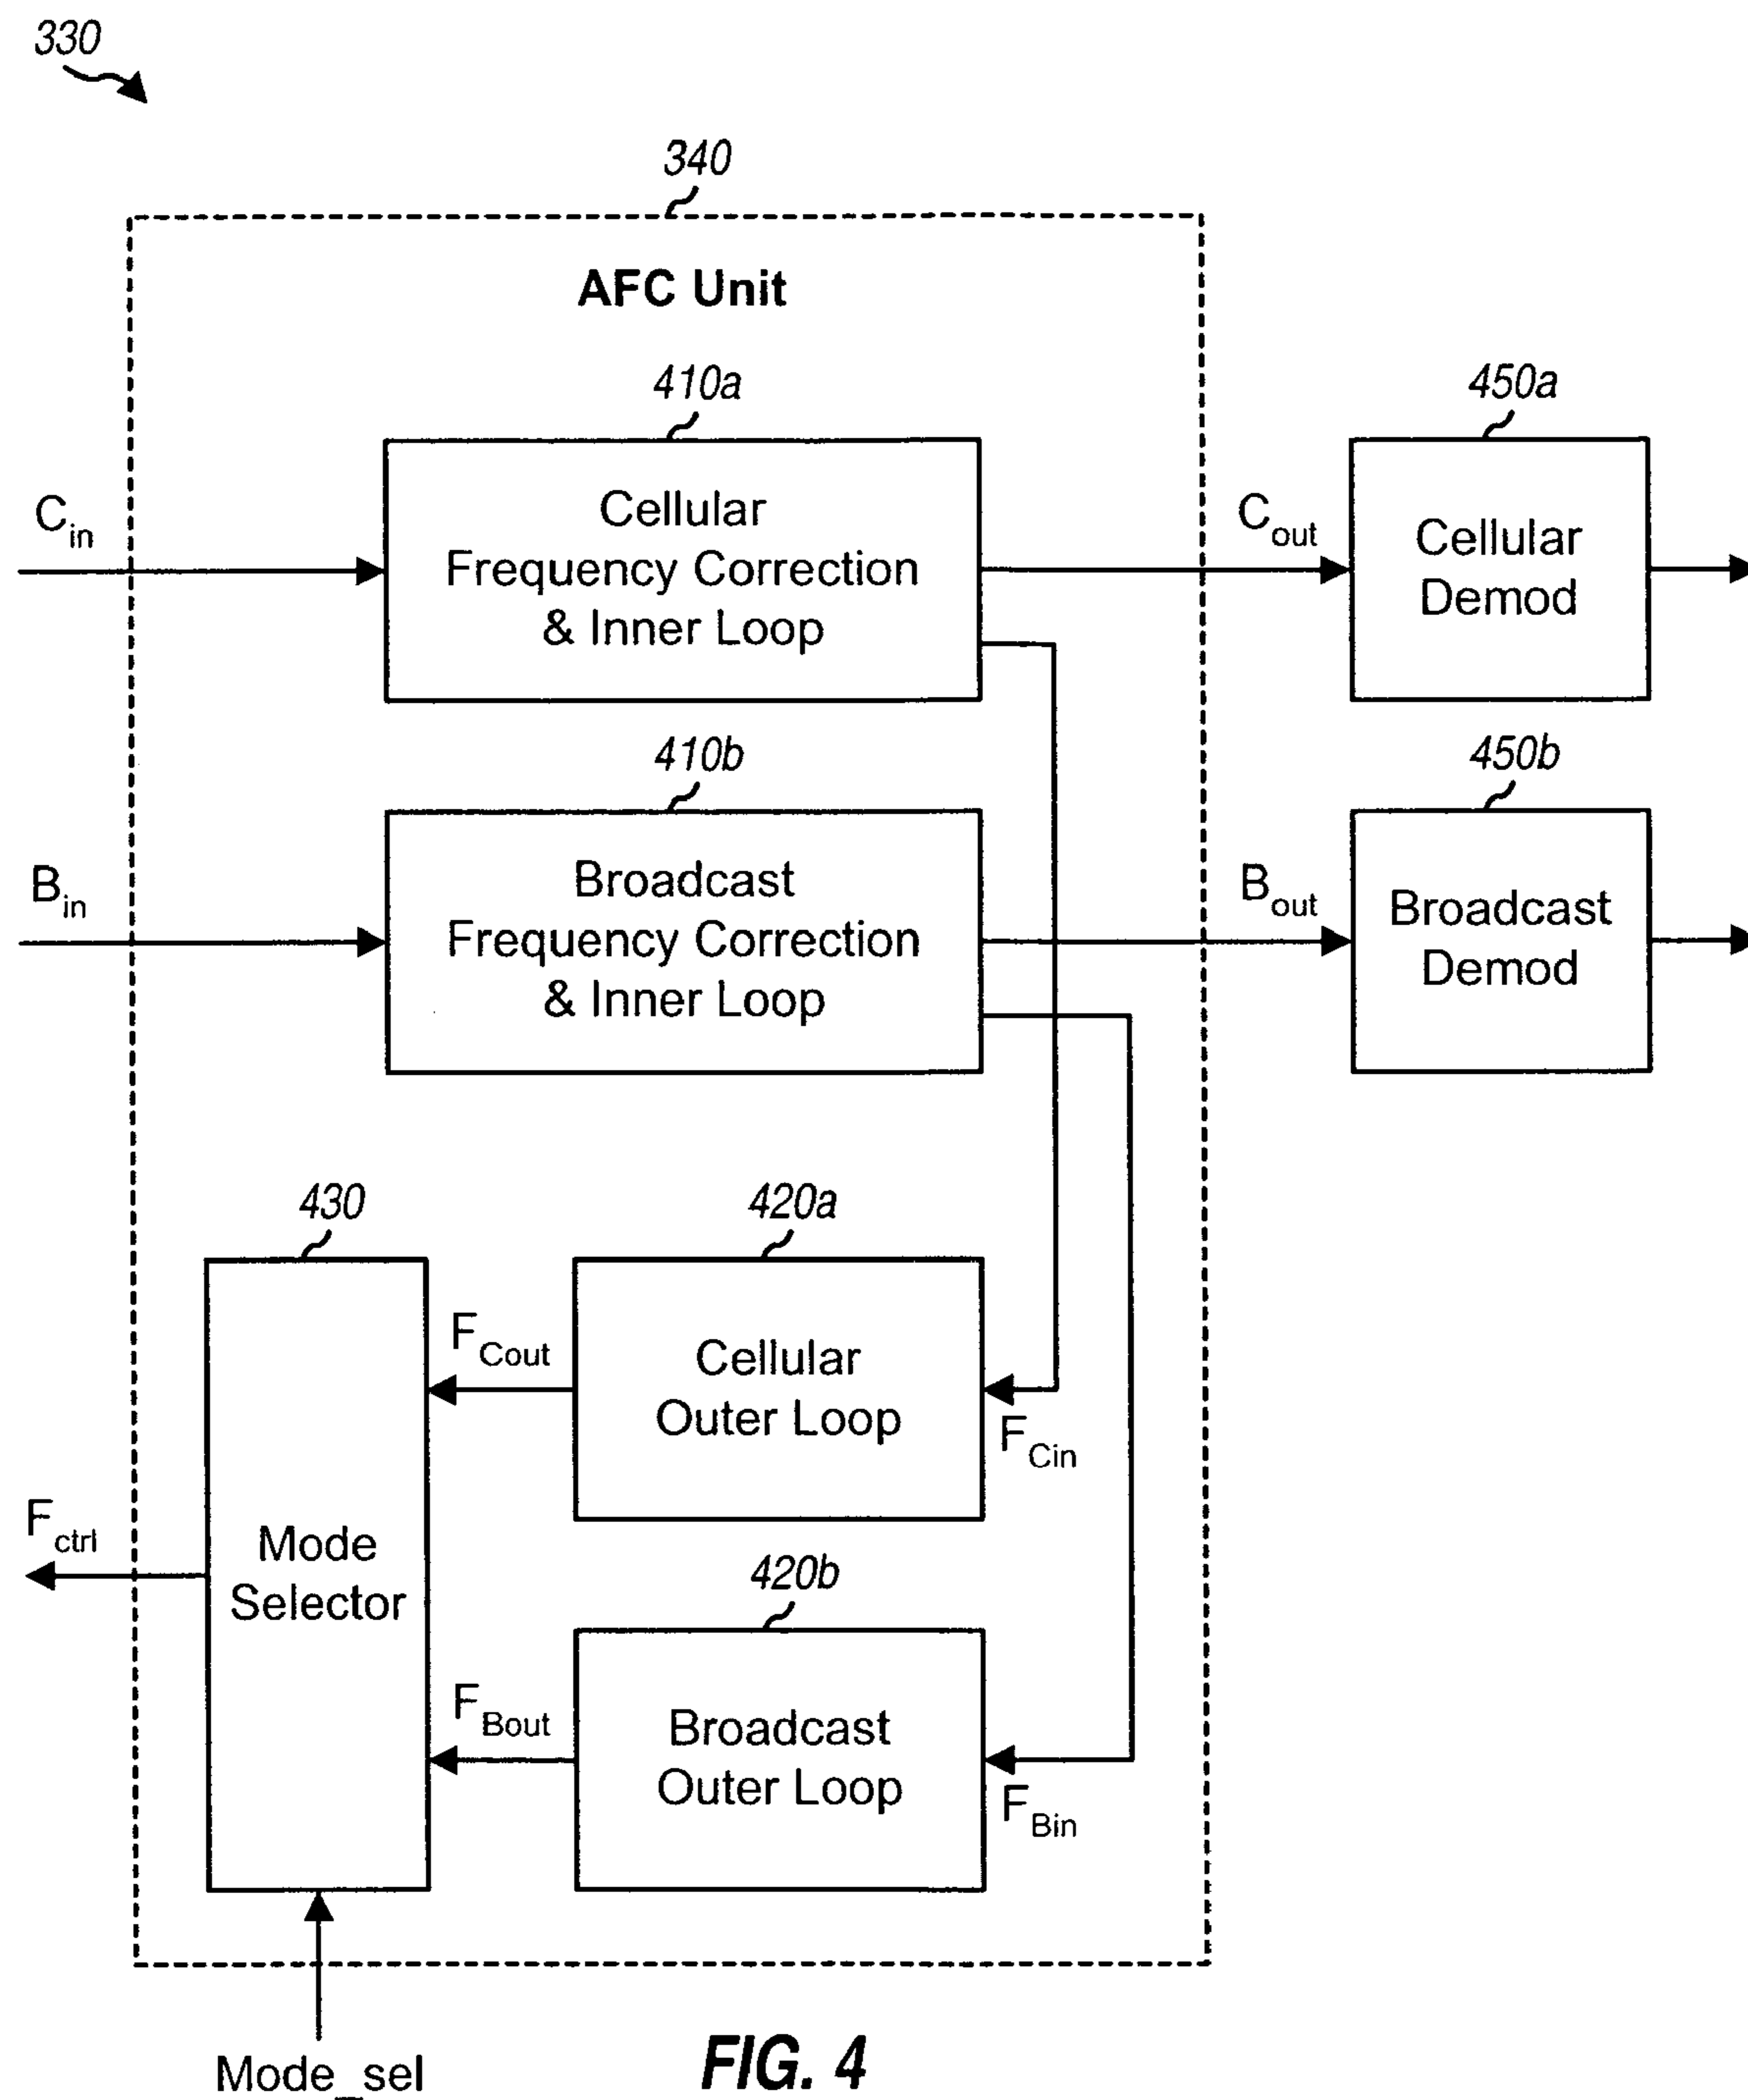 330
340
AFC Unit
410a
450a
Cin
Cellular
Frequency Correction
& Inner Loop
Cout
Cellular
Demod
410b
450b
Bin
Broadcast
Frequency Correction
& Inner Loop
Bout
Broadcast
Demod
430
420a
FCout
Cellular
Outer Loop
FCin
Fctrl
Mode
Selector
420b
FBout
Broadcast
Outer Loop
FBin
Mode_sel
FIG. 4